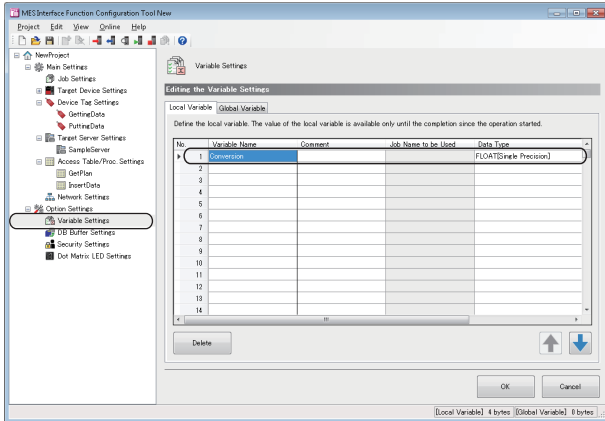 MES Interface Function Configuration Tool New
Project Edit View Online Help
NewProject
Main Settings
Job Settings
Target Device Settings
Device Tag Settings
GettingData
PuttingData
Target Server Settings
SampleServer
Access Table/Proc. Settings
GetPlan
InsertData
Network Settings
Option Settings
Variable Settings
DB Buffer Settings
Security Settings
Dot Matrix LED Settings
Variable Settings
Editing the Variable Settings
Local Variable Global Variable
Define the local variable. The value of the local variable is available only until the completion since the operation started.
No. Variable Name Comment Job Name to be Used Data Type
1 Conversion FLOAT[Single Precision]
2
3
4
5
6
7
8
9
10
11
12
13
14
Delete
OK Cancel
[Local Variable] 4 bytes [Global Variable] 0 bytes